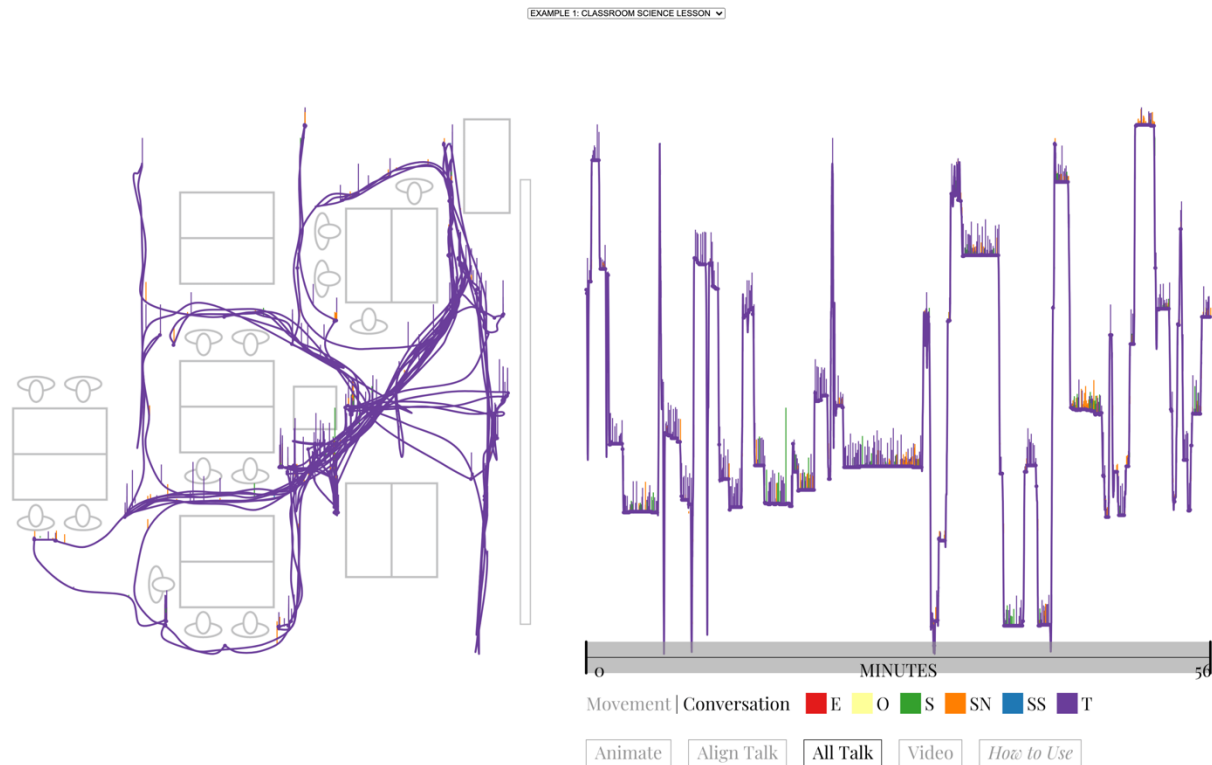 EXAMPLE 1: CLASSROOM SCIENCE LESSON
0 MINUTES 56
Movement | Conversation E O S SN SS T
Animate Align Talk All Talk Video How to Use